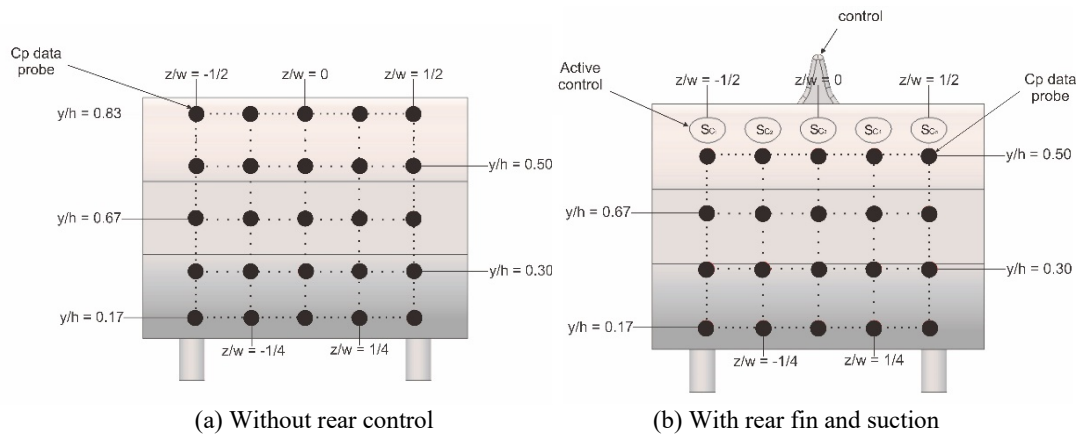 Cp data
probe
z/w = -1/2
z/w = 0
z/w = 1/2
y/h = 0.83
y/h = 0.50
y/h = 0.67
y/h = 0.30
y/h = 0.17
z/w = -1/4
z/w = 1/4
(a) Without rear control
control
Active
control
z/w = -1/2
z/w = 0
z/w = 1/2
Cp data
probe
y/h = 0.50
y/h = 0.67
y/h = 0.30
y/h = 0.17
z/w = -1/4
z/w = 1/4
(b) With rear fin and suction